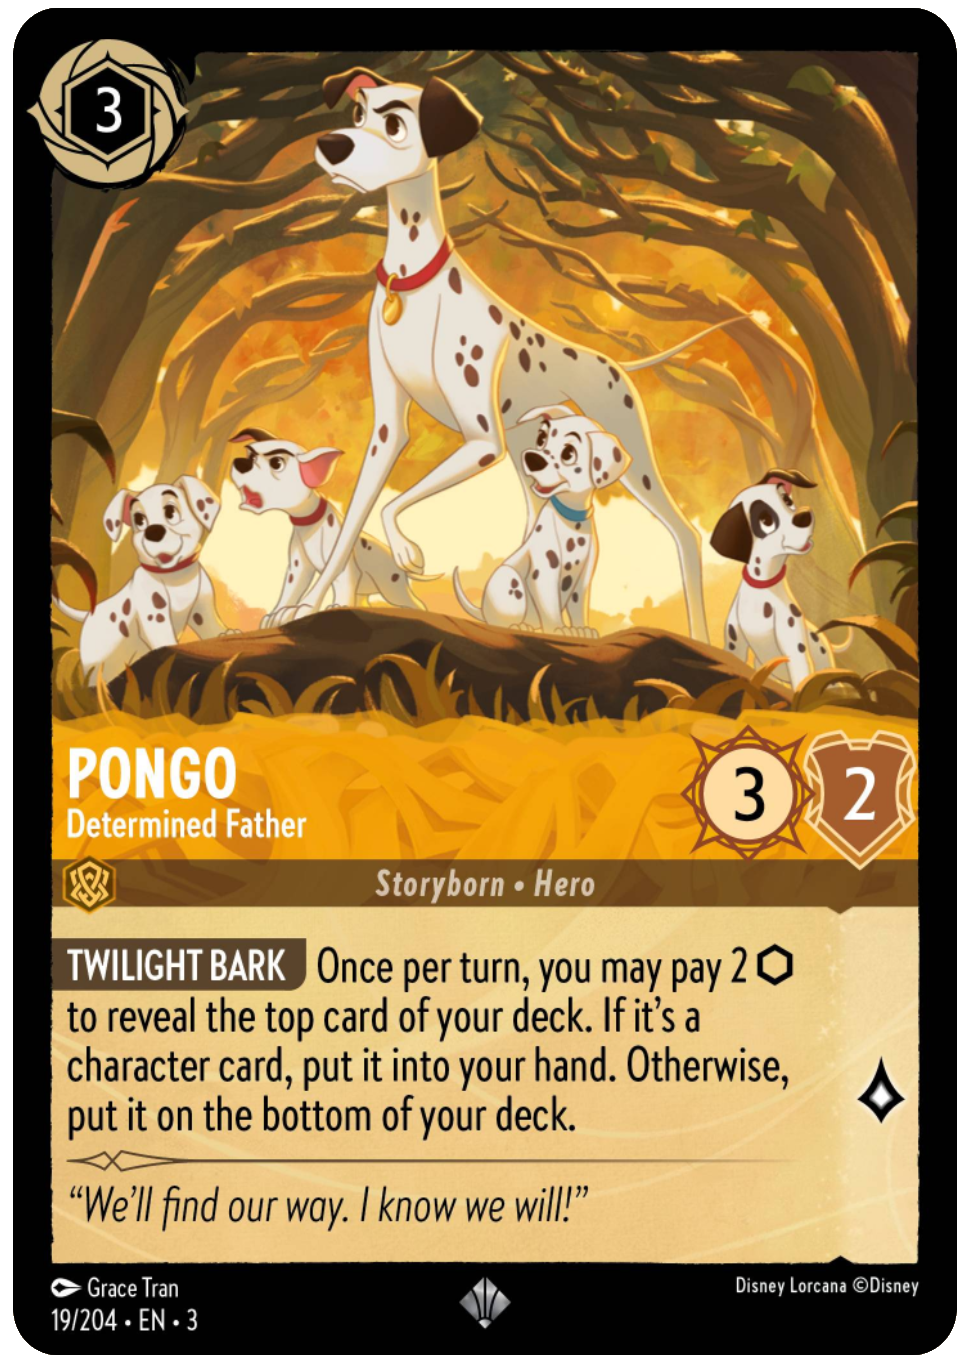 3
PONGO
Determined Father
3
2
Storyborn • Hero
TWILIGHT BARK Once per turn, you may pay 2 ⬡
to reveal the top card of your deck. If it's a
character card, put it into your hand. Otherwise,
put it on the bottom of your deck.
“We'll find our way. I know we will!”
Grace Tran
Disney Lorcana ©Disney
19/204 • EN • 3